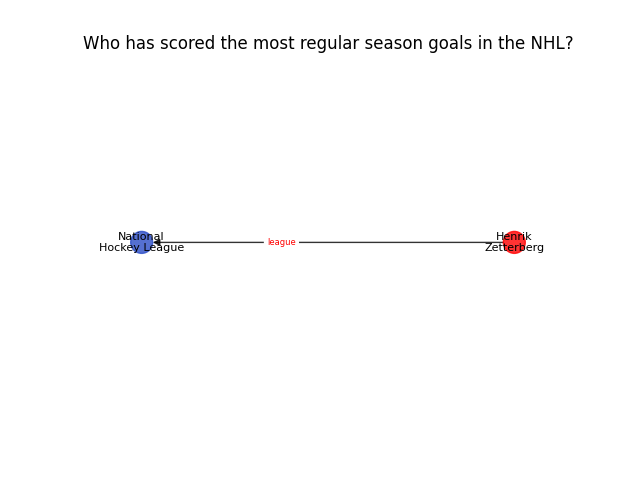 Who has scored the most regular season goals in the NHL?
National
Hockey League
league
Henrik
Zetterberg